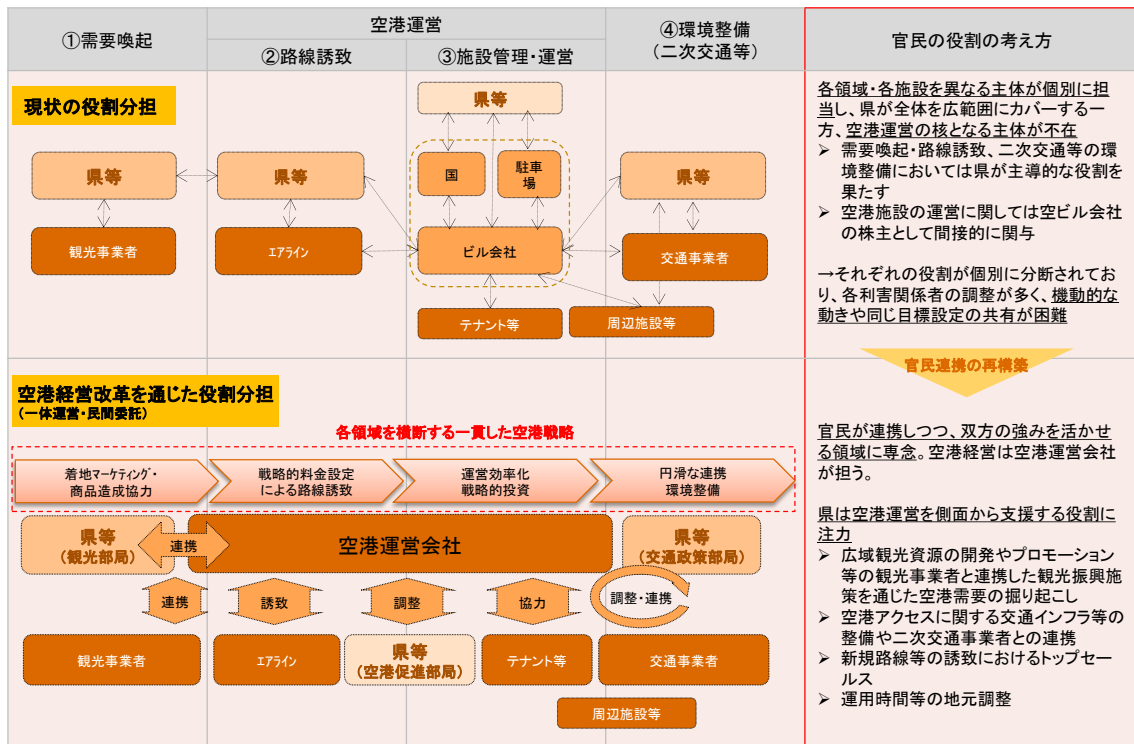 ①需要喚起
空港運営
②路線誘致
③施設管理・運営
④環境整備
(二次交通等)
官民の役割の考え方
現状の役割分担
県等
県等
県等
国
駐車
場
県等
観光事業者
エアライン
ビル会社
交通事業者
テナント等
周辺施設等
各領域・各施設を異なる主体が個別に担
当し、県が全体を広範囲にカバーする一
方、空港運営の核となる主体が不在
➢ 需要喚起・路線誘致、二次交通等の環
境整備においては県が主導的な役割を
果たす
➢ 空港施設の運営に関しては空ビル会社
の株主として間接的に関与
→それぞれの役割が個別に分断されてお
り、各利害関係者の調整が多く、機動的な
動きや同じ目標設定の共有が困難
官民連携の再構築
空港経営改革を通じた役割分担
(一体運営・民間委託)
各領域を横断する一貫した空港戦略
着地マーケティング・
商品造成協力
戦略的料金設定
による路線誘致
運営効率化
戦略的投資
円滑な連携
環境整備
県等
(観光部局)
連携
空港運営会社
県等
(交通政策部局)
連携
誘致
調整
協力
調整・連携
観光事業者
エアライン
県等
(空港促進部局)
テナント等
交通事業者
周辺施設等
官民が連携しつつ、双方の強みを活かせ
る領域に専念。空港経営は空港運営会社
が担う。
県は空港運営を側面から支援する役割に
注力
➢ 広域観光資源の開発やプロモーション
等の観光事業者と連携した観光振興施
策を通じた空港需要の掘り起こし
➢ 空港アクセスに関する交通インフラ等の
整備や二次交通事業者との連携
➢ 新規路線等の誘致におけるトップセー
ルス
➢ 運用時間等の地元調整